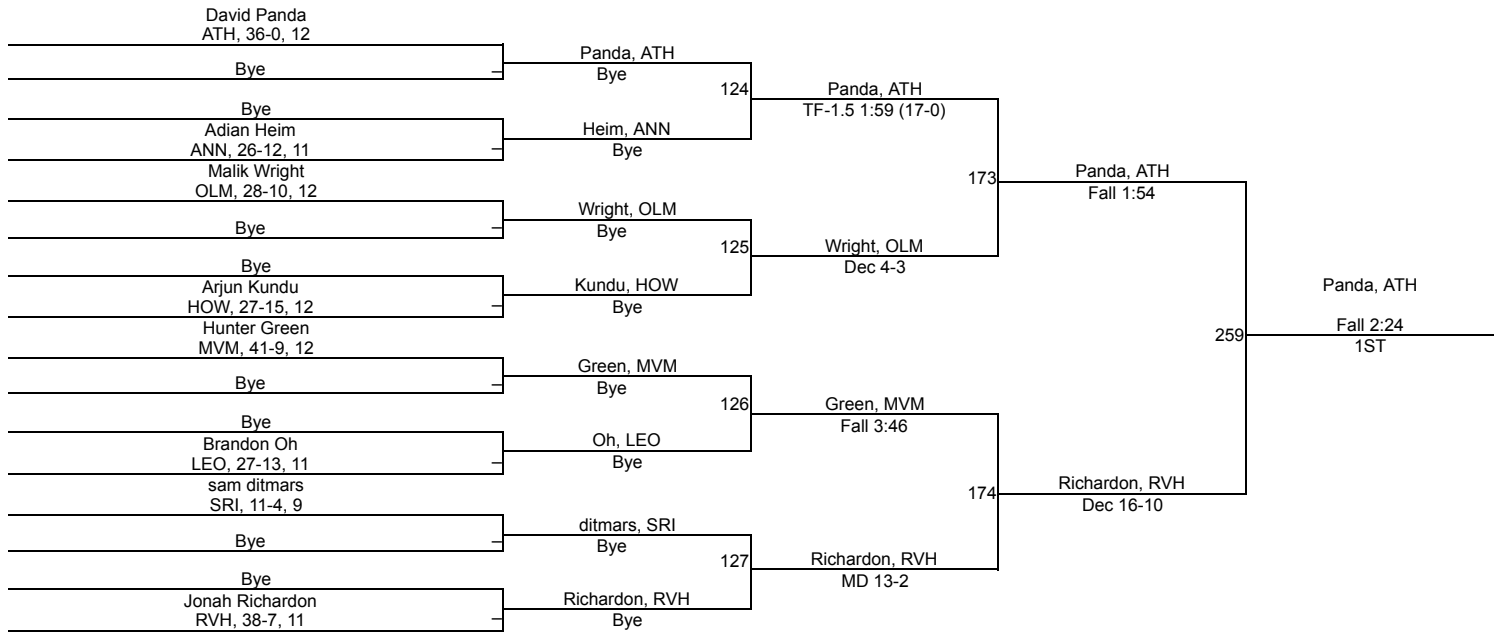 David Panda
ATH, 36-0, 12
Bye
Bye
Adian Heim
ANN, 26-12, 11
Malik Wright
OLM, 28-10, 12
Bye
Bye
Arjun Kundu
HOW, 27-15, 12
Hunter Green
MVM, 41-9, 12
Bye
Bye
Brandon Oh
LEO, 27-13, 11
sam ditmars
SRI, 11-4, 9
Bye
Bye
Jonah Richardon
RVH, 38-7, 11
Panda, ATH
Bye
Heim, ANN
Bye
Wright, OLM
Bye
Kundu, HOW
Bye
Green, MVM
Bye
Oh, LEO
Bye
ditmars, SRI
Bye
Richardon, RVH
Bye
124
125
126
127
Panda, ATH
TF-1.5 1:59 (17-0)
Wright, OLM
Dec 4-3
Green, MVM
Fall 3:46
Richardon, RVH
MD 13-2
173
174
Panda, ATH
Fall 1:54
Richardon, RVH
Dec 16-10
259
Panda, ATH
Fall 2:24
1ST